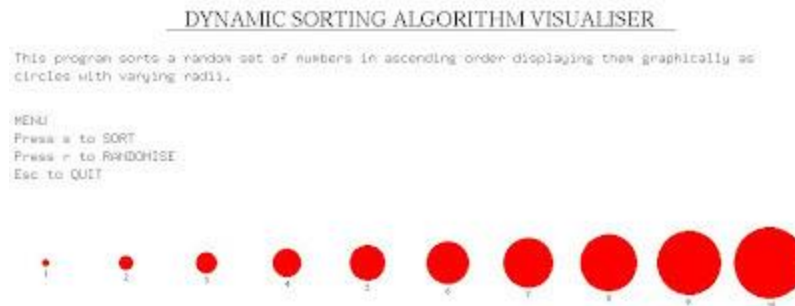 DYNAMIC SORTING ALGORITHM VISUALISER
This program sorts a random set of numbers in ascending order displaying them graphically as
circles with varying radii.
MENU
Press s to SORT
Press r to RANDOMISE
Esc to QUIT
1 2 3 4 5 6 7 8 9 10